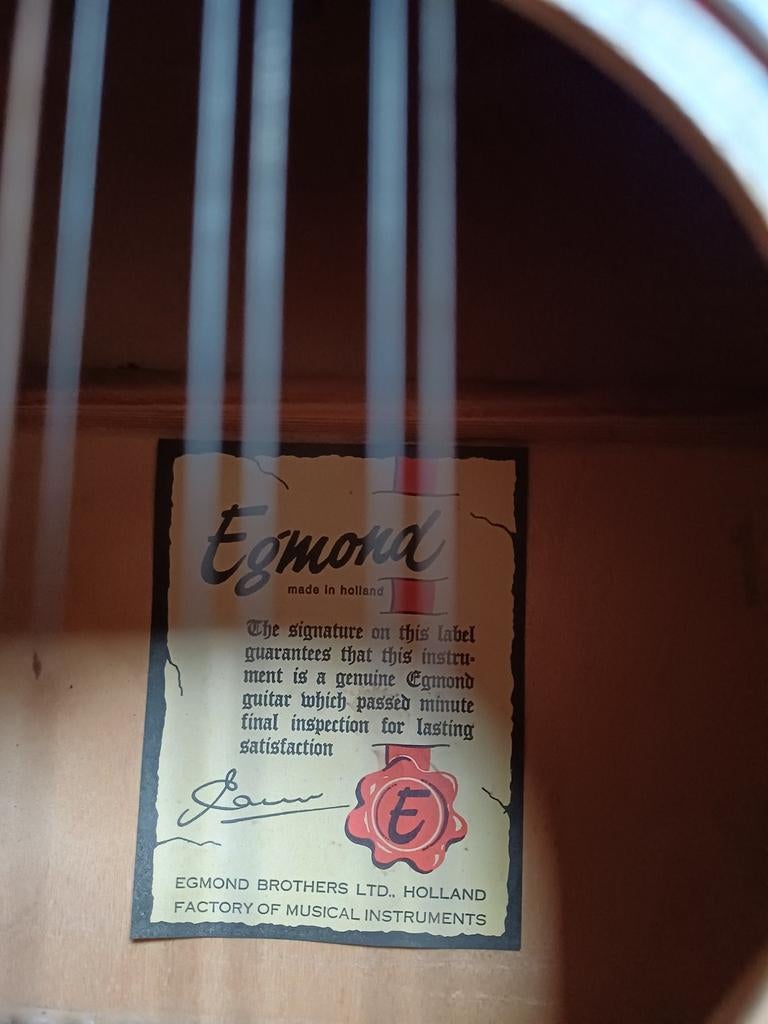 Egmond
made in holland
The signature on this label
guarantees that this instru-
ment is a genuine Egmond
guitar which passed minute
final inspection for lasting
satisfaction
E
EGMOND BROTHERS LTD., HOLLAND
FACTORY OF MUSICAL INSTRUMENTS